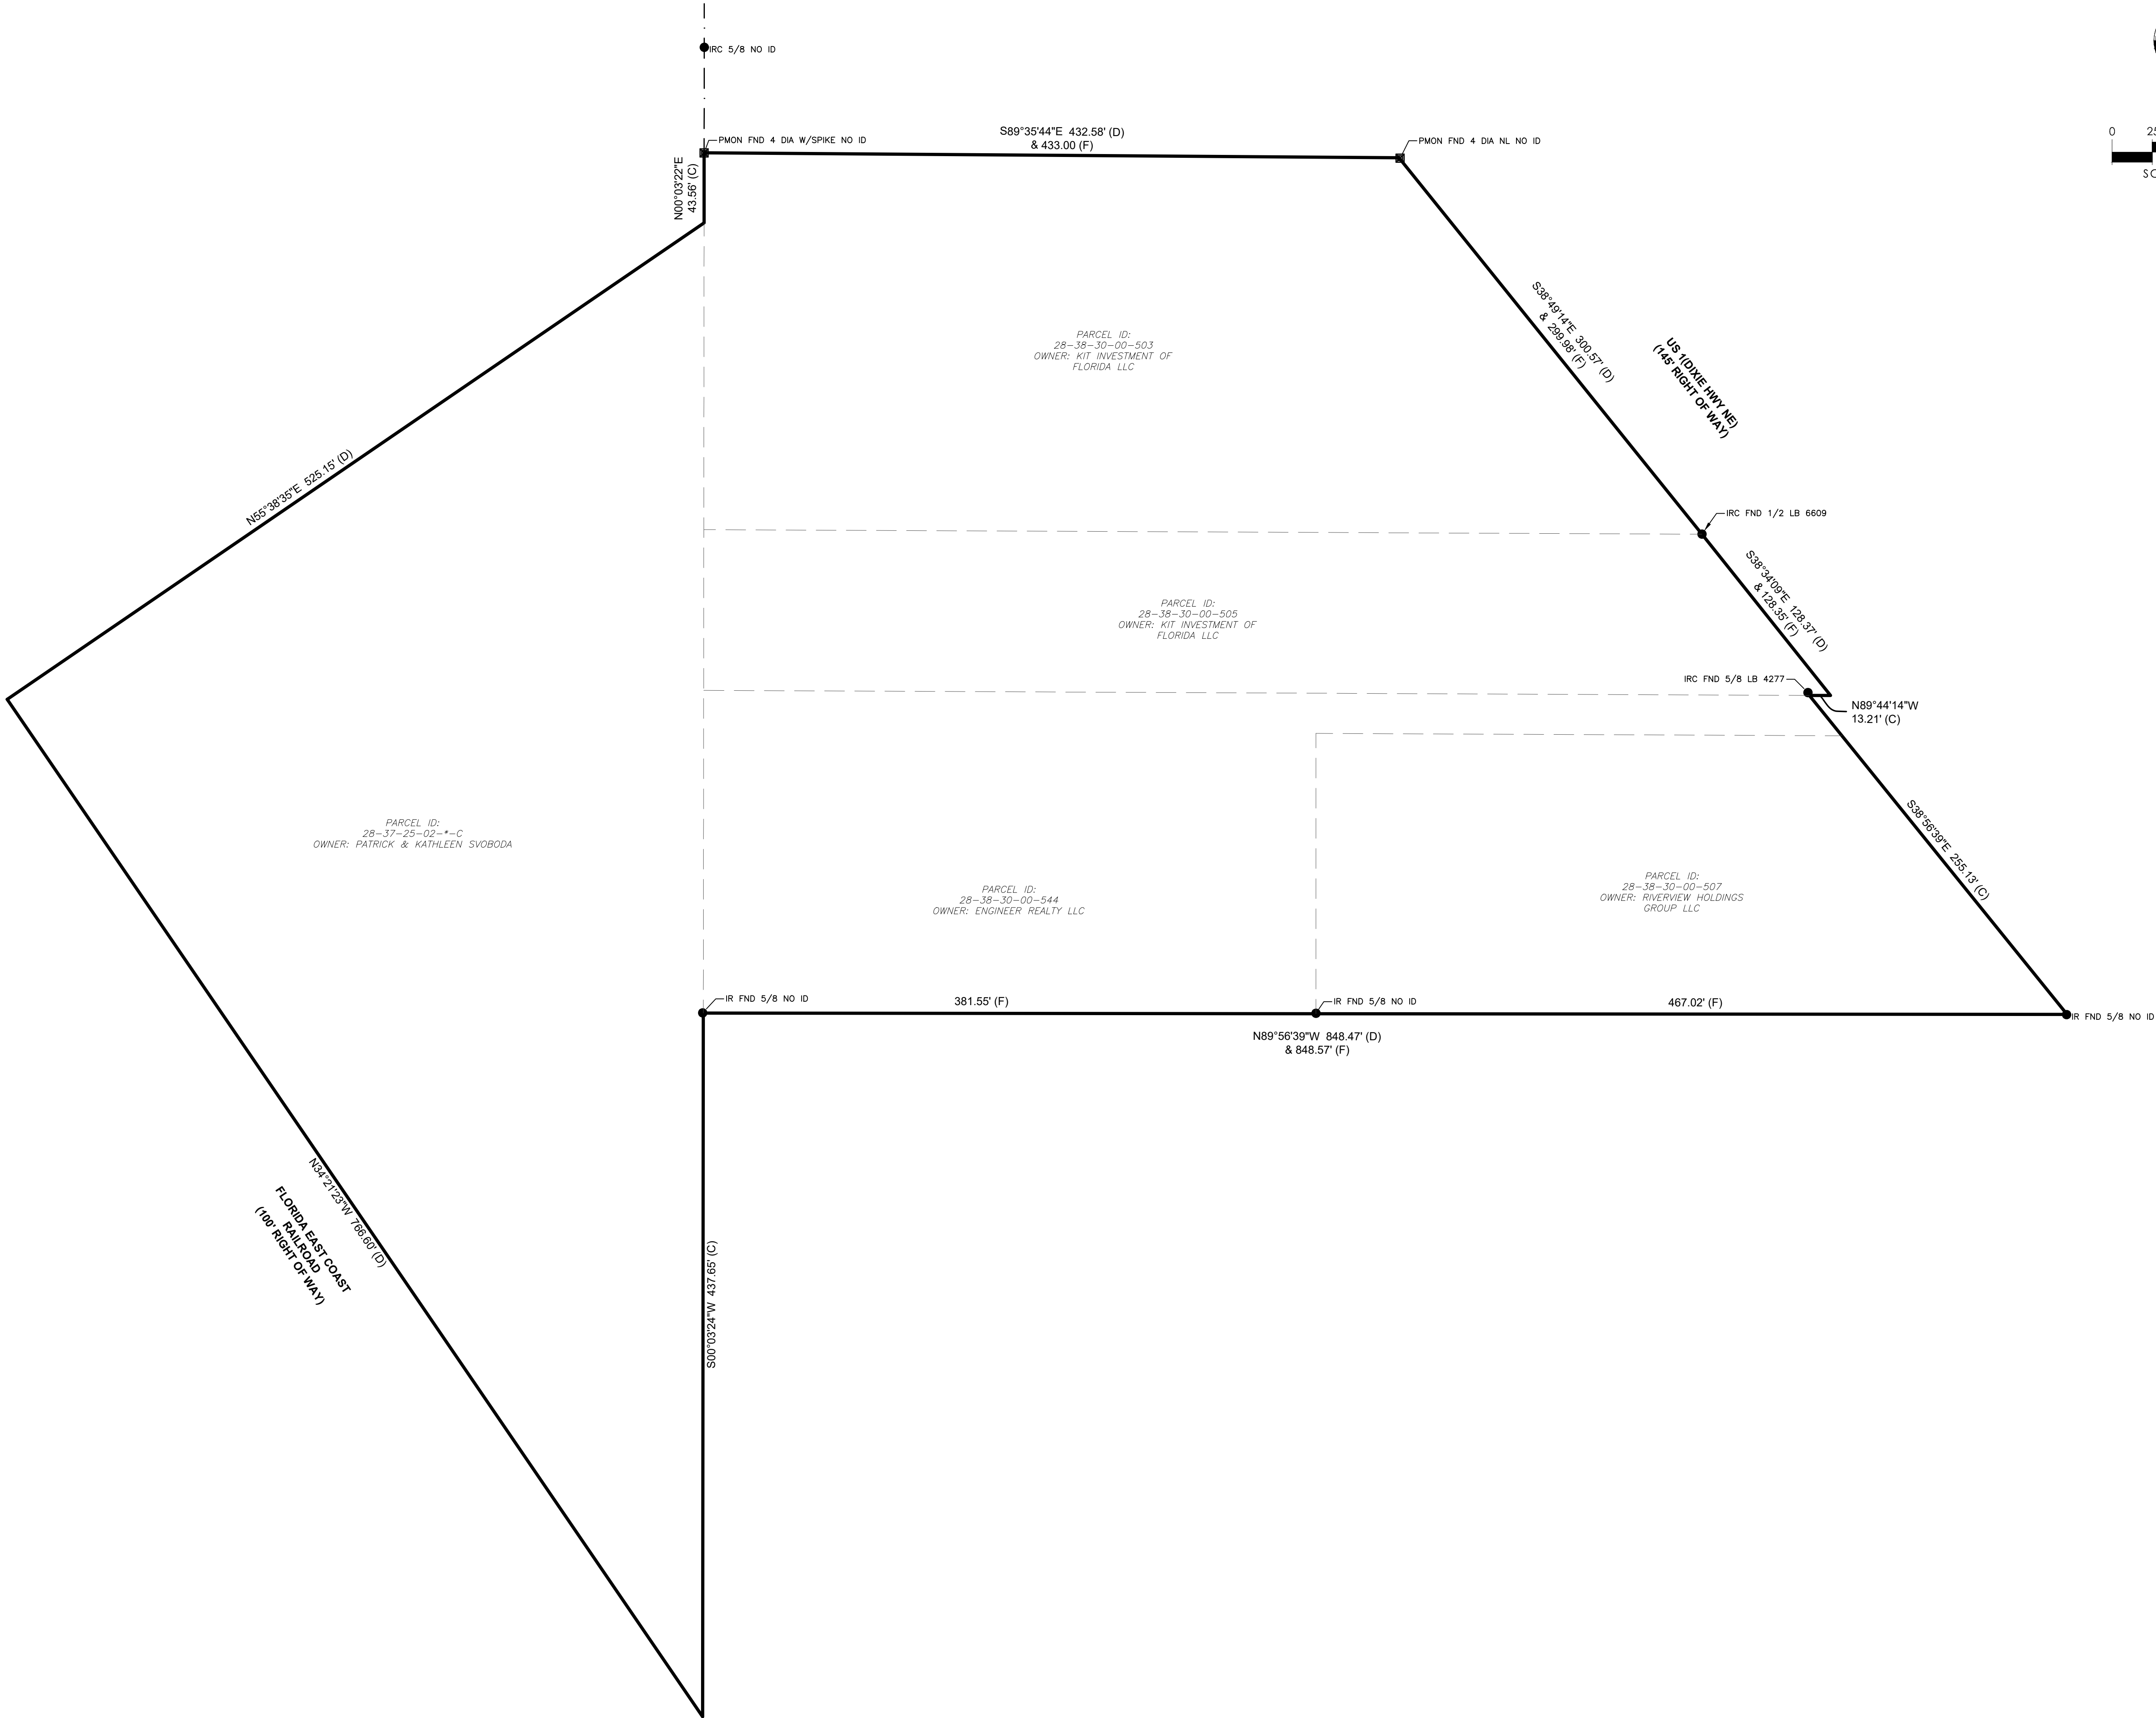 IRC 5/8 NO ID
PMON FND 4 DIA W/SPIKE NO ID
S89°35'44"E 432.58' (D)
& 433.00 (F)
PMON FND 4 DIA NL NO ID
0
N00°03'22"E
43.56' (C)
S38°49'14"E 300.57' (D)
& 299.98' (F)
US 1(DIXIE HWY NE)
(145' RIGHT OF WAY)
PARCEL ID:
28-38-30-00-503
OWNER: KIT INVESTMENT OF
FLORIDA LLC
N55°38'35"E 525.15' (D)
IRC FND 1/2 LB 6609
S38°34'09"E 128.37' (D)
& 128.35' (F)
PARCEL ID:
28-38-30-00-505
OWNER: KIT INVESTMENT OF
FLORIDA LLC
IRC FND 5/8 LB 4277
N89°44'14"W
13.21' (C)
PARCEL ID:
28-37-25-02-*-C
OWNER: PATRICK & KATHLEEN SVOBODA
S38°56'39"E 255.13' (C)
PARCEL ID:
28-38-30-00-544
OWNER: ENGINEER REALTY LLC
PARCEL ID:
28-38-30-00-507
OWNER: RIVERVIEW HOLDINGS
GROUP LLC
IR FND 5/8 NO ID
381.55' (F)
IR FND 5/8 NO ID
467.02' (F)
IR FND 5/8 NO ID
N89°56'39"W 848.47' (D)
& 848.57' (F)
N34°21'23"W 766.60' (D)
FLORIDA EAST COAST
RAILROAD
(100' RIGHT OF WAY)
S00°03'24"W 437.65' (C)